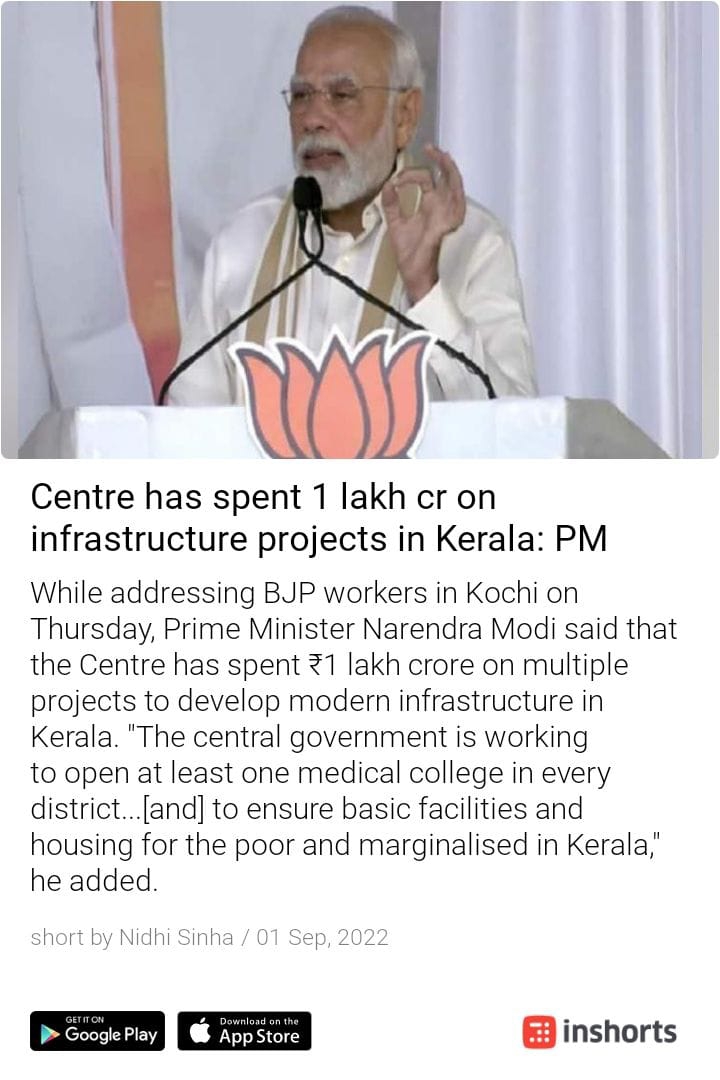 Centre has spent 1 lakh cr on
infrastructure projects in Kerala: PM
While addressing BJP workers in Kochi on
Thursday, Prime Minister Narendra Modi said that
the Centre has spent ₹1 lakh crore on multiple
projects to develop modern infrastructure in
Kerala. "The central government is working
to open at least one medical college in every
district...[and] to ensure basic facilities and
housing for the poor and marginalised in Kerala,"
he added.
short by Nidhi Sinha / 01 Sep, 2022
GET IT ON
Google Play
Download on the
App Store
inshorts